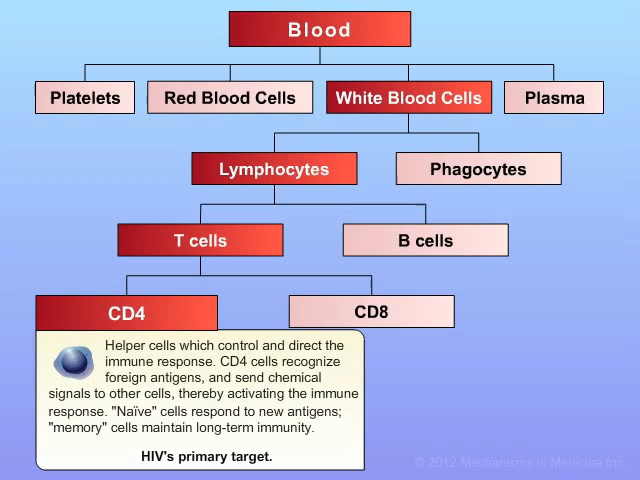 Blood
Platelets
Red Blood Cells
White Blood Cells
Plasma
Lymphocytes
Phagocytes
T cells
B cells
CD4
CD8
Helper cells which control and direct the
immune response. CD4 cells recognize
foreign antigens, and send chemical
signals to other cells, thereby activating the immune
response. "Naïve" cells respond to new antigens;
"memory" cells maintain long-term immunity.
HIV's primary target.
© 2012 Mechanisms in Medicine Inc.